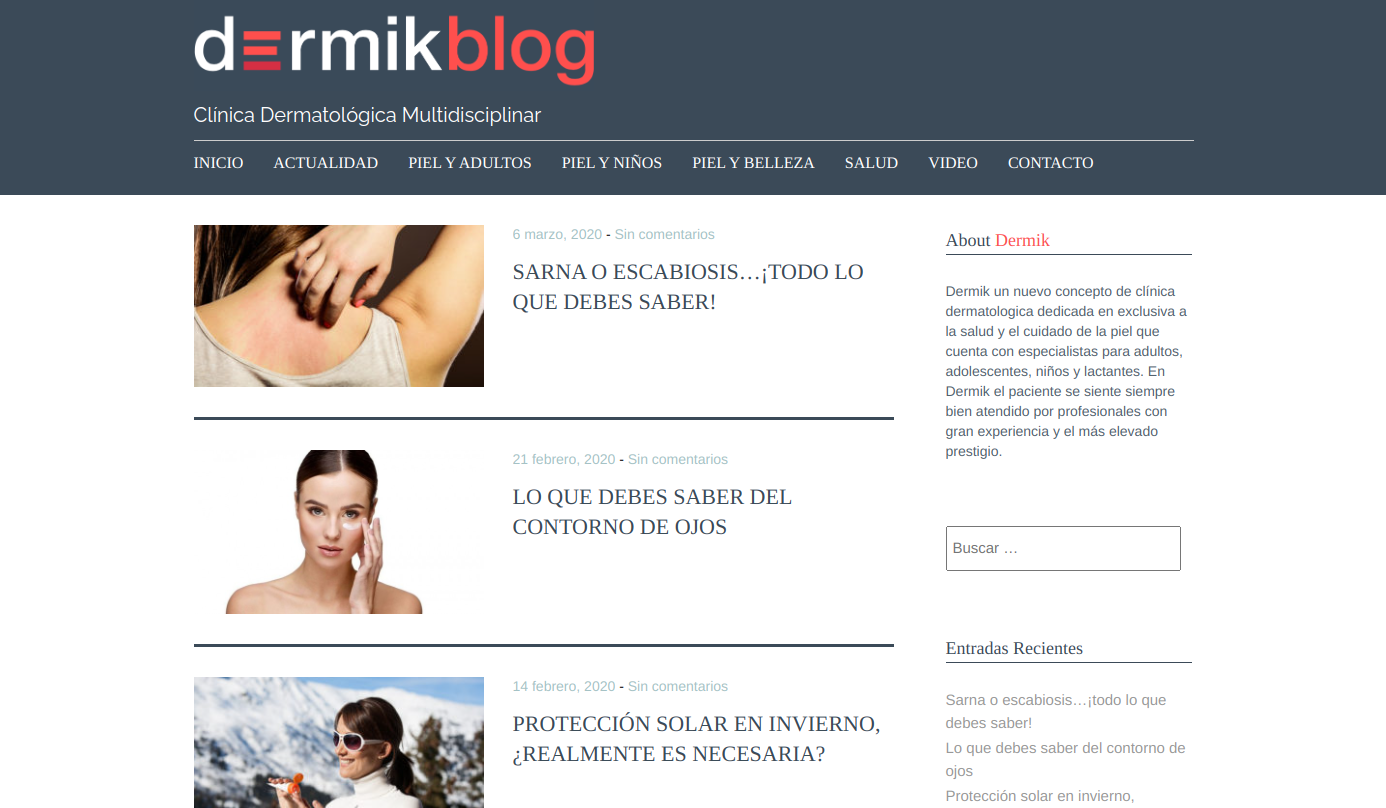 dermikblog
Clínica Dermatológica Multidisciplinar
INICIO ACTUALIDAD PIEL Y ADULTOS PIEL Y NIÑOS PIEL Y BELLEZA SALUD VIDEO CONTACTO
6 marzo, 2020 - Sin comentarios
SARNA O ESCABIOSIS…¡TODO LO
QUE DEBES SABER!
21 febrero, 2020 - Sin comentarios
LO QUE DEBES SABER DEL
CONTORNO DE OJOS
14 febrero, 2020 - Sin comentarios
PROTECCIÓN SOLAR EN INVIERNO,
¿REALMENTE ES NECESARIA?
About Dermik
Dermik un nuevo concepto de clínica
dermatologica dedicada en exclusiva a
la salud y el cuidado de la piel que
cuenta con especialistas para adultos,
adolescentes, niños y lactantes. En
Dermik el paciente se siente siempre
bien atendido por profesionales con
gran experiencia y el más elevado
prestigio.
Buscar …
Entradas Recientes
Sarna o escabiosis…¡todo lo que
debes saber!
Lo que debes saber del contorno de
ojos
Protección solar en invierno,